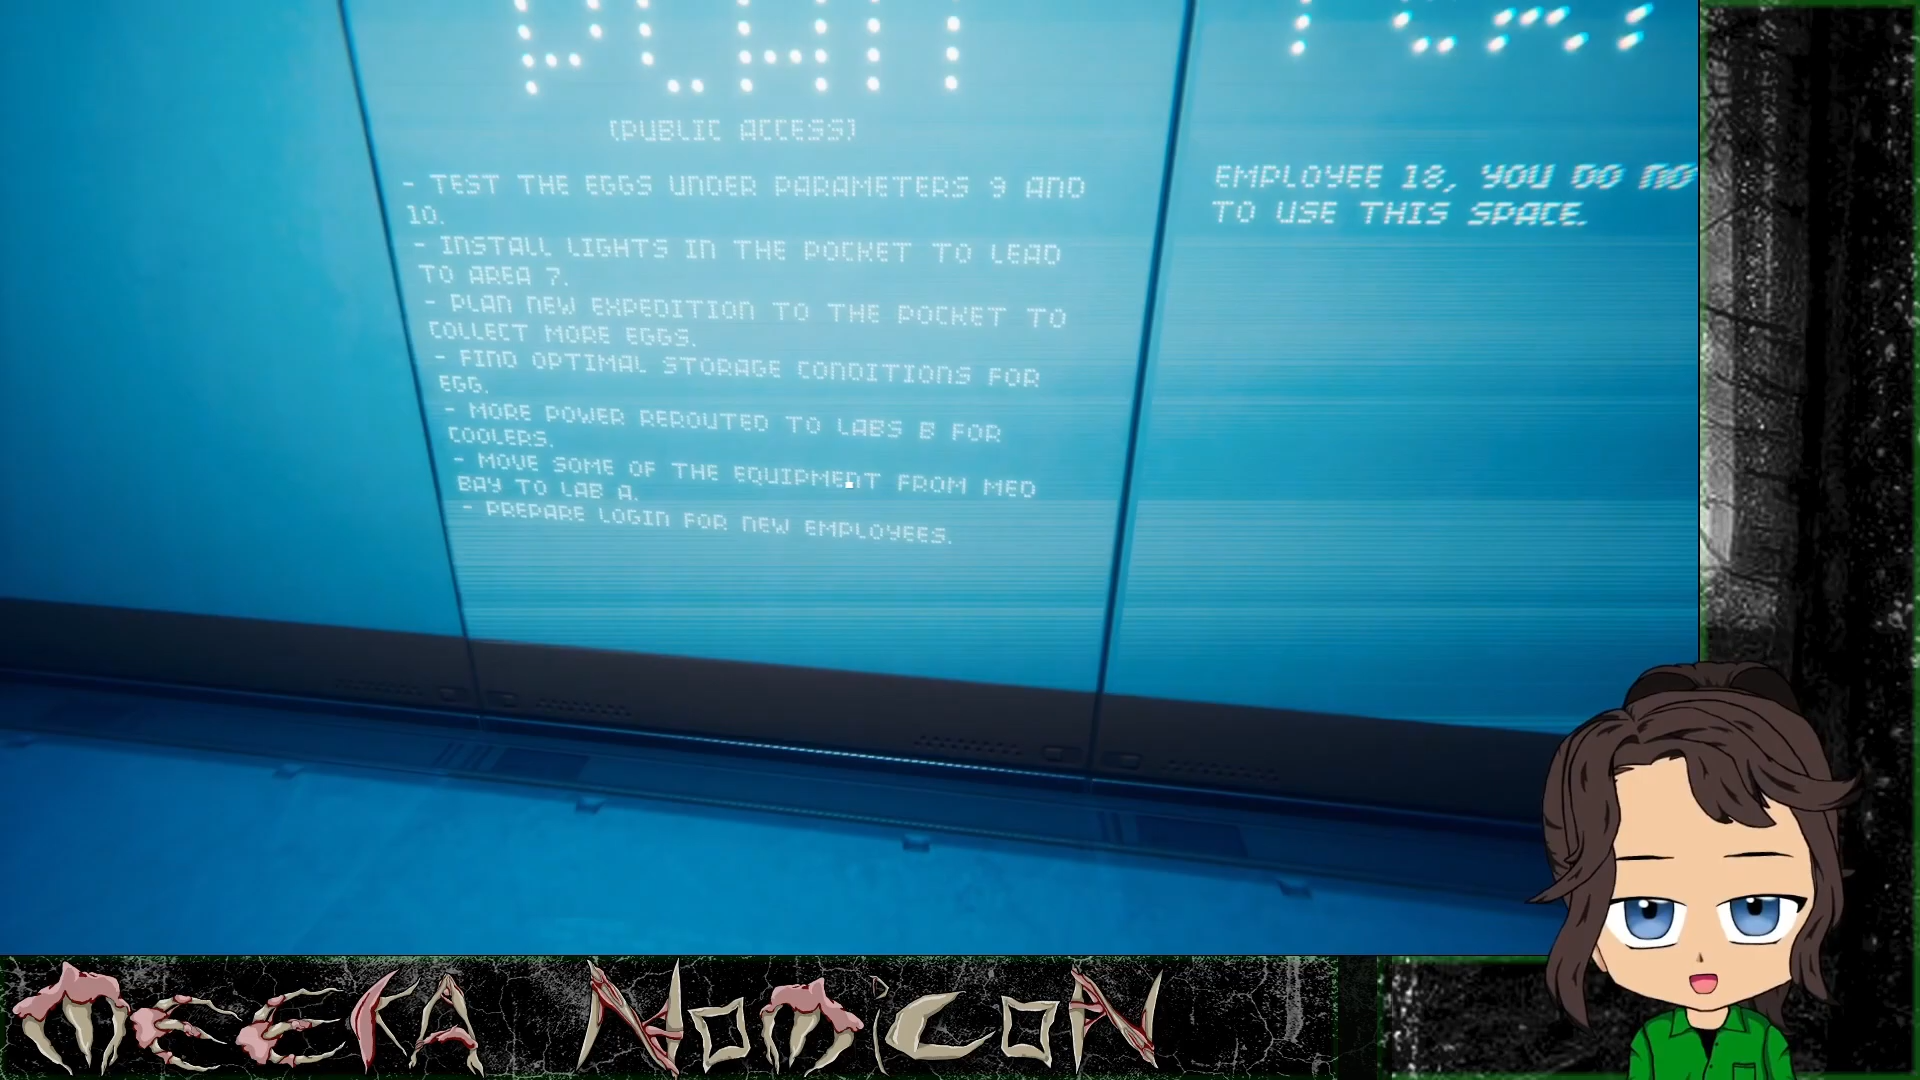 (PUBLIC ACCESS)
- TEST THE EGGS UNDER PARAMETERS 9 AND
10.
- INSTALL LIGHTS IN THE POCKET TO LEAD
TO AREA 7.
- PLAN NEW EXPEDITION TO THE POCKET TO
COLLECT MORE EGGS.
- FIND OPTIMAL STORAGE CONDITIONS FOR
EGG.
- MORE POWER REROUTED TO LABS B FOR
COOLERS.
- MOVE SOME OF THE EQUIPMENT FROM MED
BAY TO LAB A.
- PREPARE LOGIN FOR NEW EMPLOYEES.
EMPLOYEE 18, YOU DO
TO USE THIS SPACE.
MEEKA NOMICON